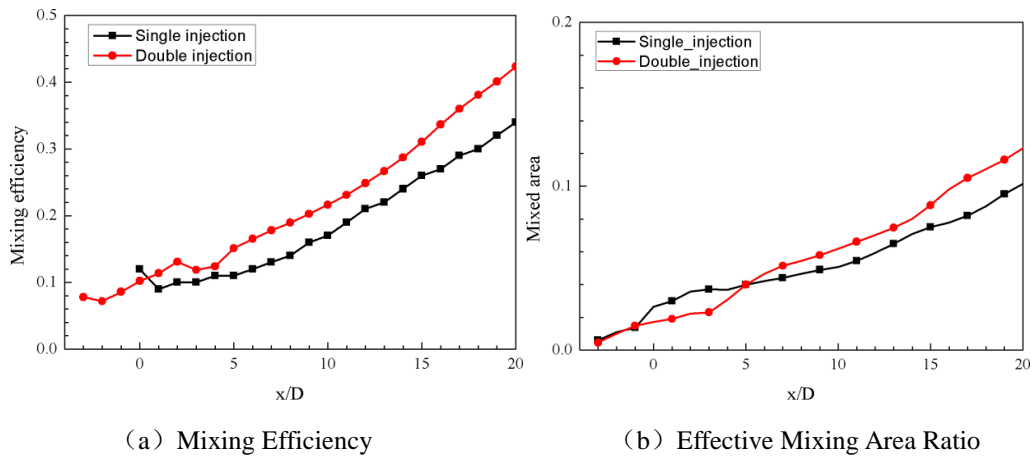 0.5
0.4
0.3
0.2
0.1
0.0
Mixing efficiency
Single injection
Double injection
0
5
10
15
20
x/D
(a) Mixing Efficiency
0.2
0.1
0.0
Mixed area
Single_injection
Double_injection
0
5
10
15
20
x/D
(b) Effective Mixing Area Ratio